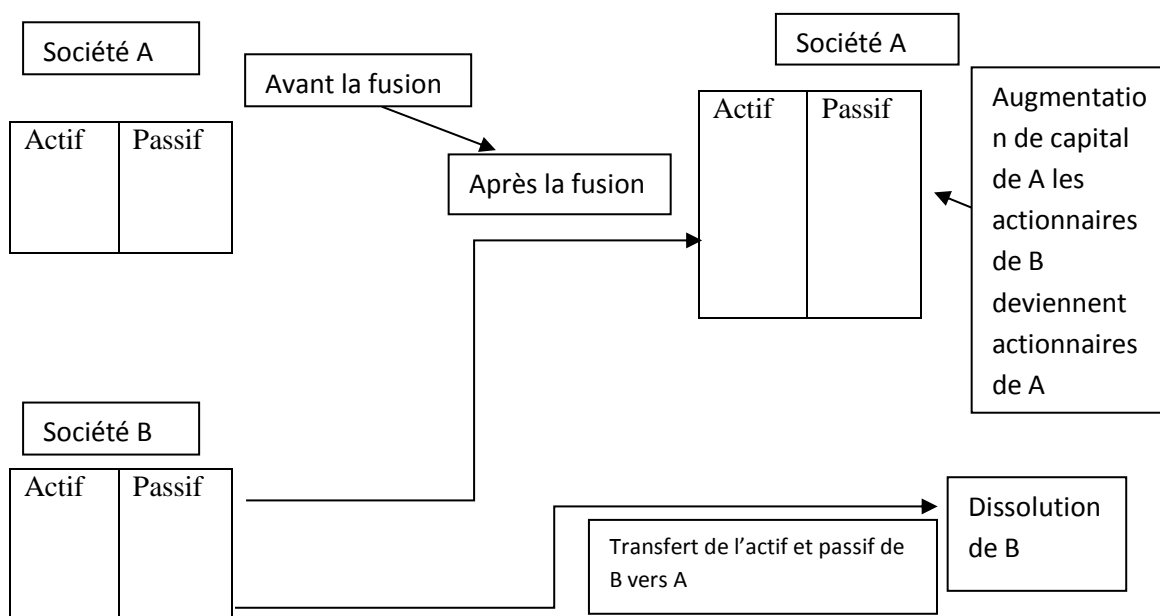 Société A
Avant la fusion
Actif
Passif
Après la fusion
Société A
Actif
Passif
Augmentatio
n de capital
de A les
actionnaires
de B
deviennent
actionnaires
de A
Société B
Actif
Passif
Transfert de l’actif et passif de
B vers A
Dissolution
de B